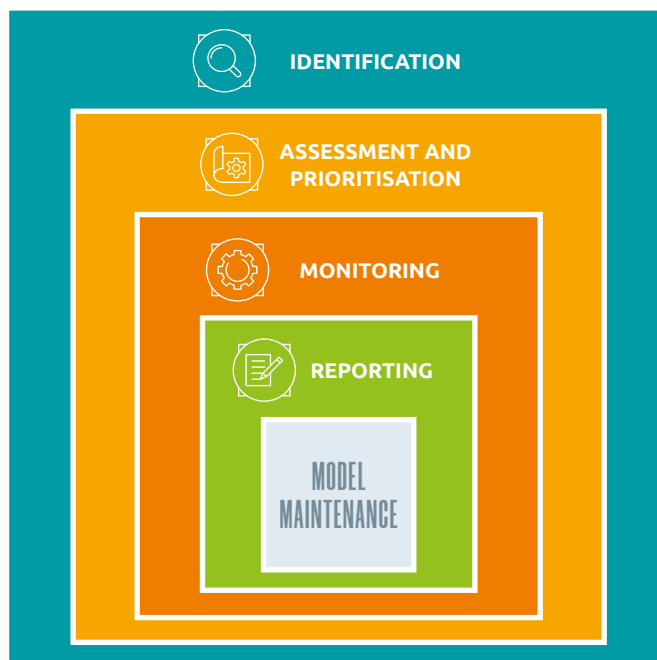 IDENTIFICATION
ASSESSMENT AND
PRIORITISATION
MONITORING
REPORTING
MODEL
MAINTENANCE